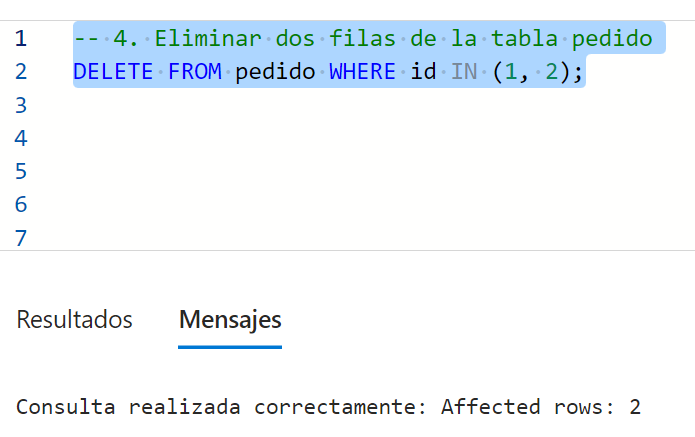 1 -- 4. Eliminar dos filas de la tabla pedido
2 DELETE FROM pedido WHERE id IN (1, 2);
3
4
5
6
7
Resultados Mensajes
Consulta realizada correctamente: Affected rows: 2